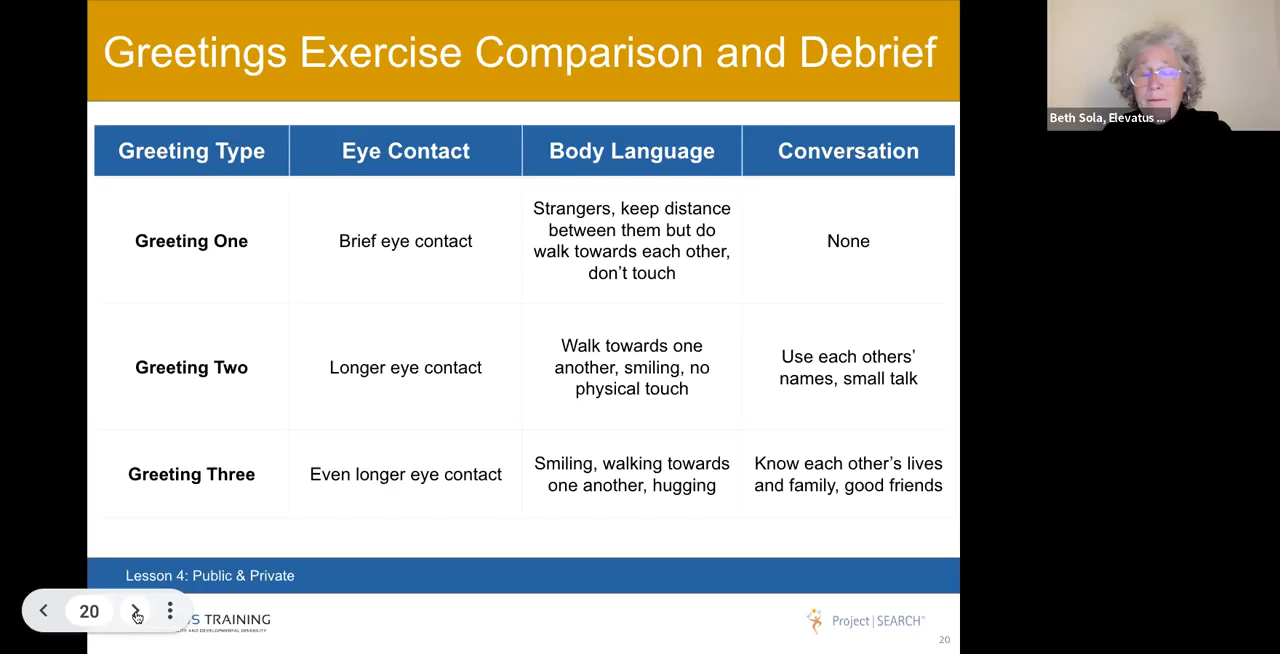 Greetings Exercise Comparison and Debrief
Beth Sola, Elevatus ...
Greeting Type
Eye Contact
Body Language
Conversation
Greeting One
Brief eye contact
Strangers, keep distance
between them but do
walk towards each other,
don't touch
None
Greeting Two
Longer eye contact
Walk towards one
another, smiling, no
physical touch
Use each others'
names, small talk
Greeting Three
Even longer eye contact
Smiling, walking towards
one another, hugging
Know each other's lives
and family, good friends
Lesson 4: Public & Private
20
TRAINING
AND DEVELOPMENTAL DISABILITY
Project|SEARCH
20